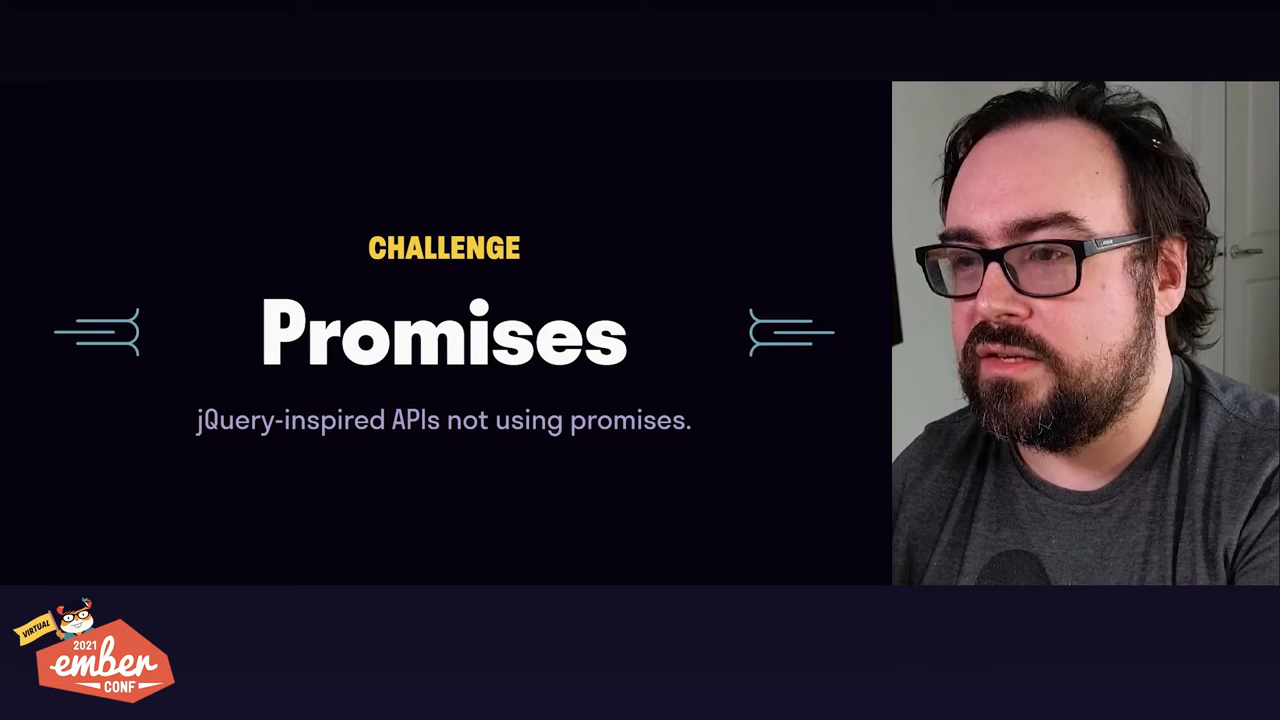 CHALLENGE
Promises
jQuery-inspired APIs not using promises.
VIRTUAL
2021
ember
CONF